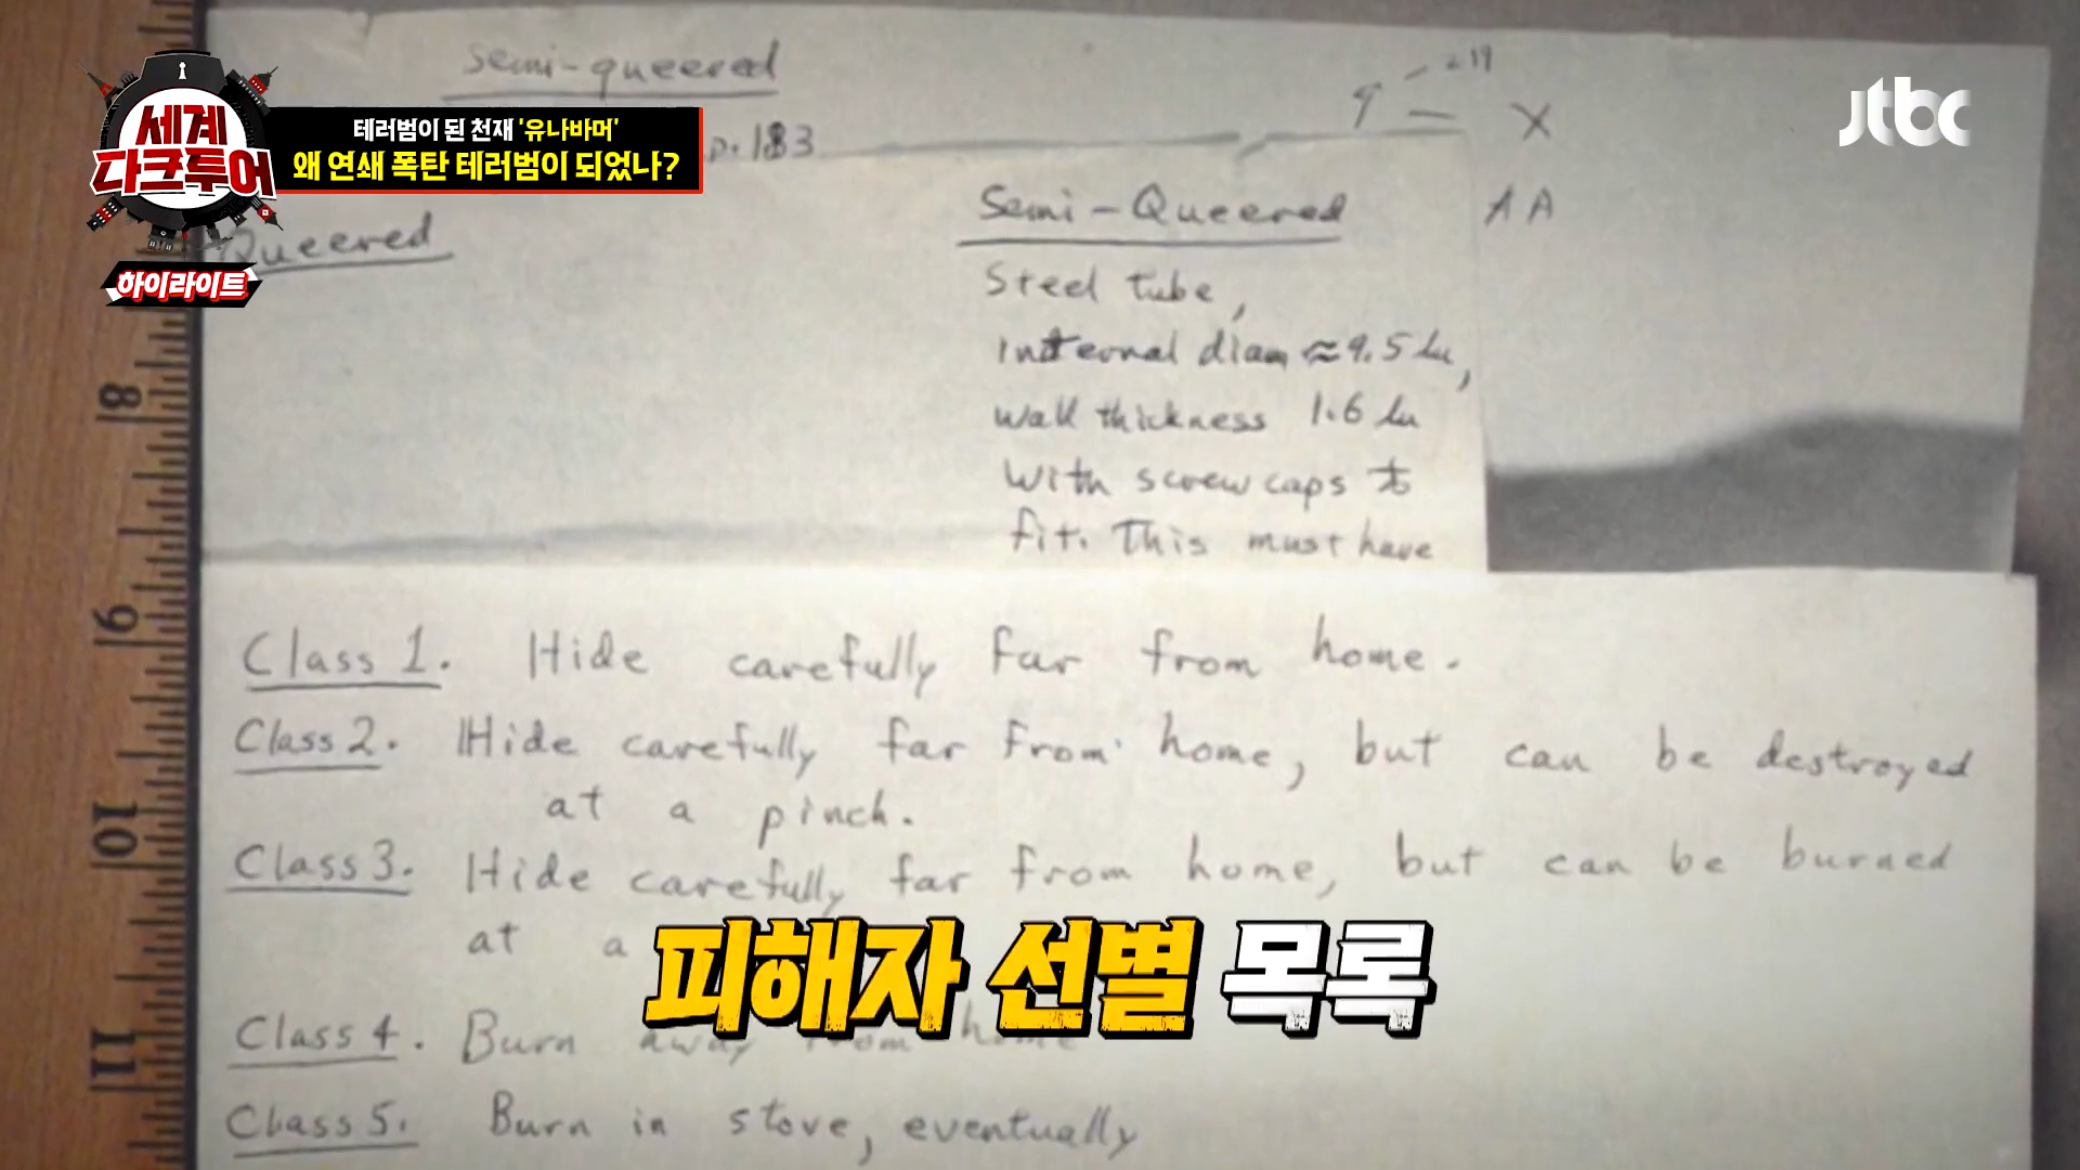 semi-queered
p. 183
X
AA
Queered
Semi-Queered
Steel tube,
internal diam ≈ 9.5
wall thickness 1.6
with screw caps to
fit. This must have
8
9
10
11
Class 1. Hide carefully far from home.
Class 2. Hide carefully far from home, but can be destroyed
at a pinch.
Class 3. Hide carefully far from home, but can be burned
at a
Class 4. Burn away from home
Class 5. Burn in stove, eventually
세계
다크투어
하이라이트
테러범이 된 천재 '유나바머'
왜 연쇄 폭탄 테러범이 되었나?
jtbc
피해자 선별 목록